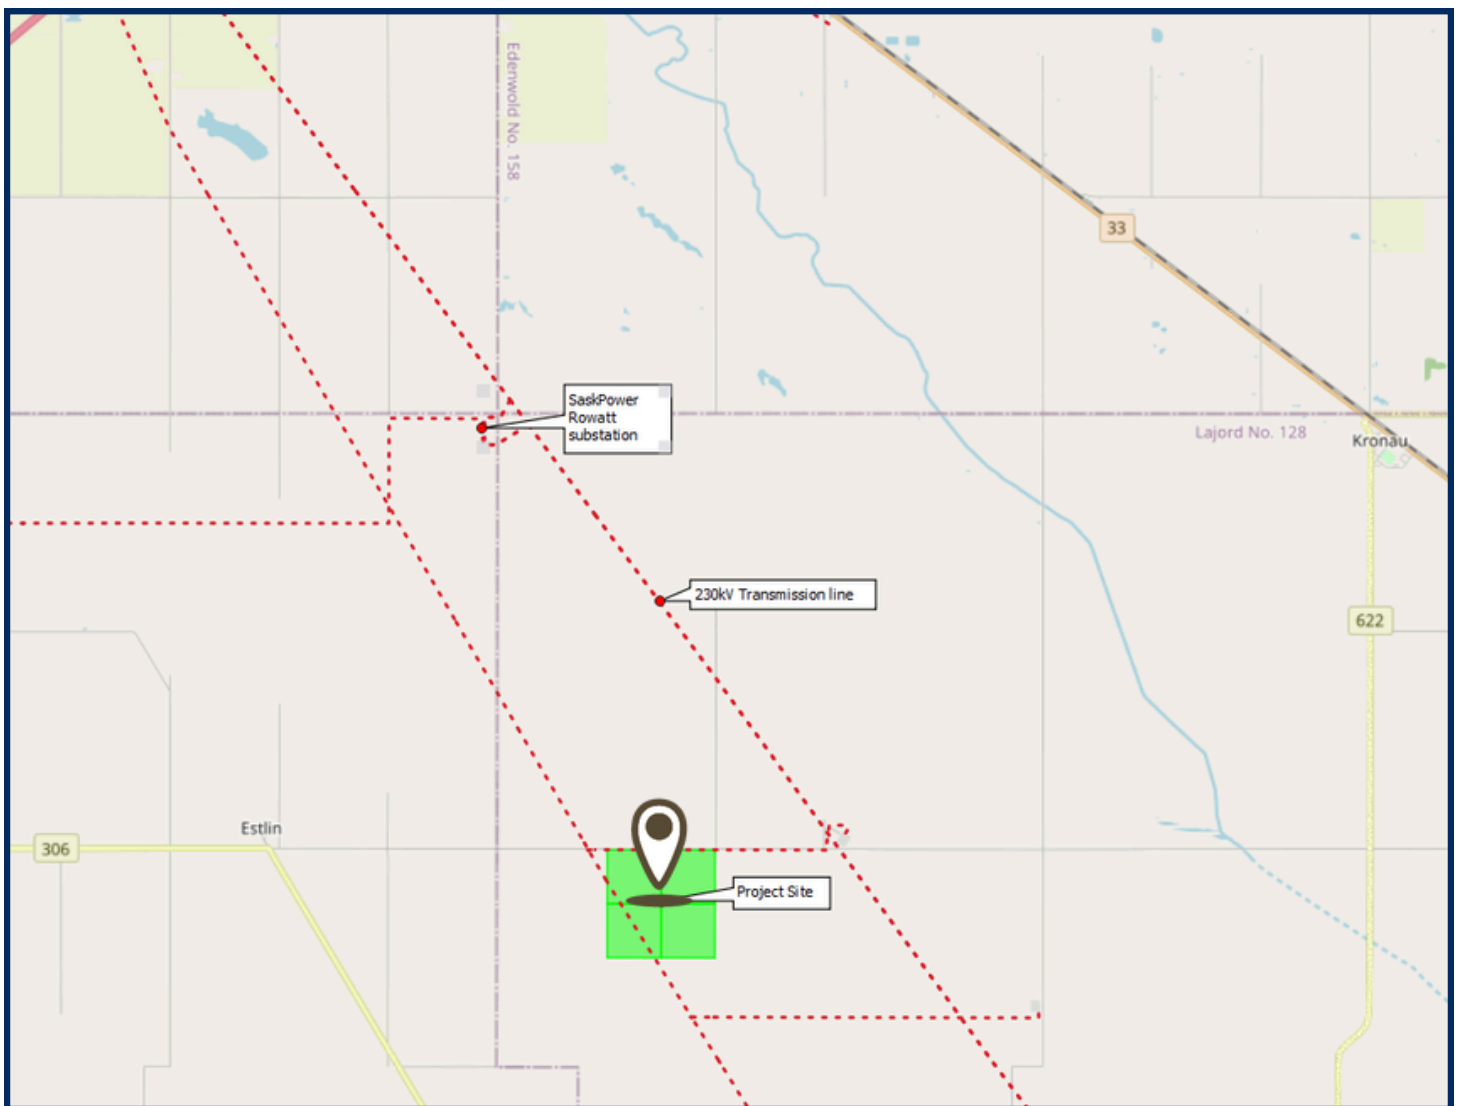 Edenwold No. 158
33
SaskPower
Rowatt
substation
Lajord No. 128
Kronau
230kV Transmission line
622
Estlin
306
Project Site